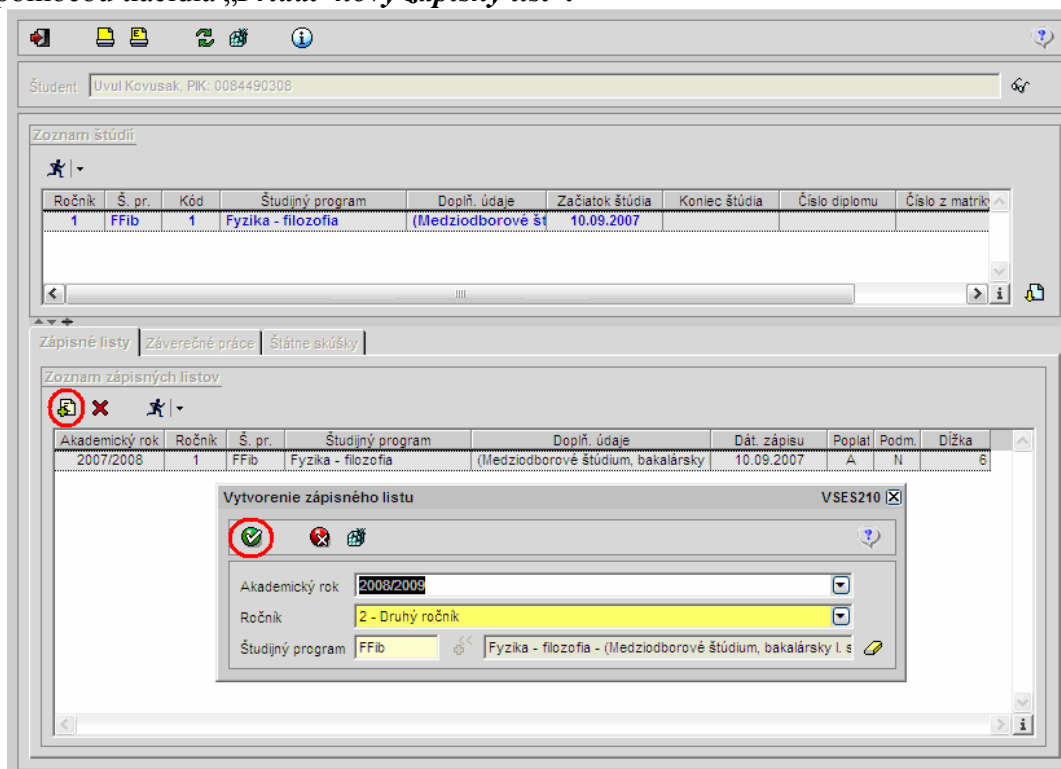 Študent Uvul Kovusak, PIK: 0084490308
Zoznam štúdií
Ročník Š. pr. Kód Študijný program Doplň. údaje Začiatok štúdia Koniec štúdia Číslo diplomu Číslo z matrik
1 FFib 1 Fyzika - filozofia (Medziodborové št 10.09.2007
Zápisné listy Záverečné práce Štátne skúšky
Zoznam zápisných listov
Akademický rok Ročník Š. pr. Študijný program Doplň. údaje Dát. zápisu Poplat Podm. Dĺžka
2007/2008 1 FFib Fyzika - filozofia (Medziodborové štúdium, bakalársky 10.09.2007 A N 6
Vytvorenie zápisného listu VSES210
Akademický rok 2008/2009
Ročník 2 - Druhý ročník
Študijný program FFib Fyzika - filozofia - (Medziodborové štúdium, bakalársky I. s